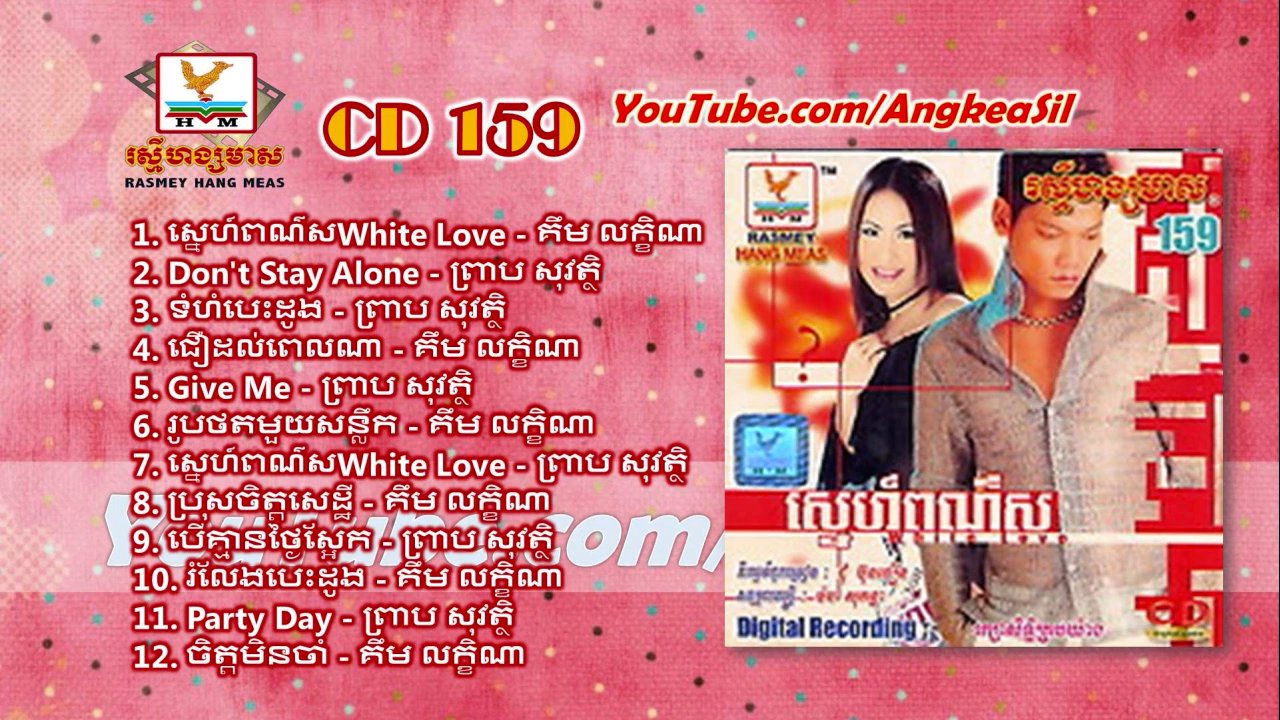 H M
រស្មីហង្សមាស
RASMEY HANG MEAS
CD 159
YouTube.com/AngkeaSil
1. ស្នេហ៍ពណ៌សWhite Love - គឹម លក្ខិណា
2. Don't Stay Alone - ព្រាប សុវត្ថិ
3. ទំហំបេះដូង - ព្រាប សុវត្ថិ
4. ជឿដល់ពេលណា - គឹម លក្ខិណា
5. Give Me - ព្រាប សុវត្ថិ
6. រូបថតមួយសន្លឹក - គឹម លក្ខិណា
7. ស្នេហ៍ពណ៌សWhite Love - ព្រាប សុវត្ថិ
8. ប្រុសចិត្តសេដ្ឋី - គឹម លក្ខិណា
9. បើគ្មានថ្ងៃស្អែក - ព្រាប សុវត្ថិ
10. រំលែងបេះដូង - គឹម លក្ខិណា
11. Party Day - ព្រាប សុវត្ថិ
12. ចិត្តមិនចាំ - គឹម លក្ខិណា
H M
TM
RASMEY
HANG MEAS
រស្មីហង្សមាស
159
?
H M
ស្នេហ៍ពណ៌ស
Digital Recording
CD